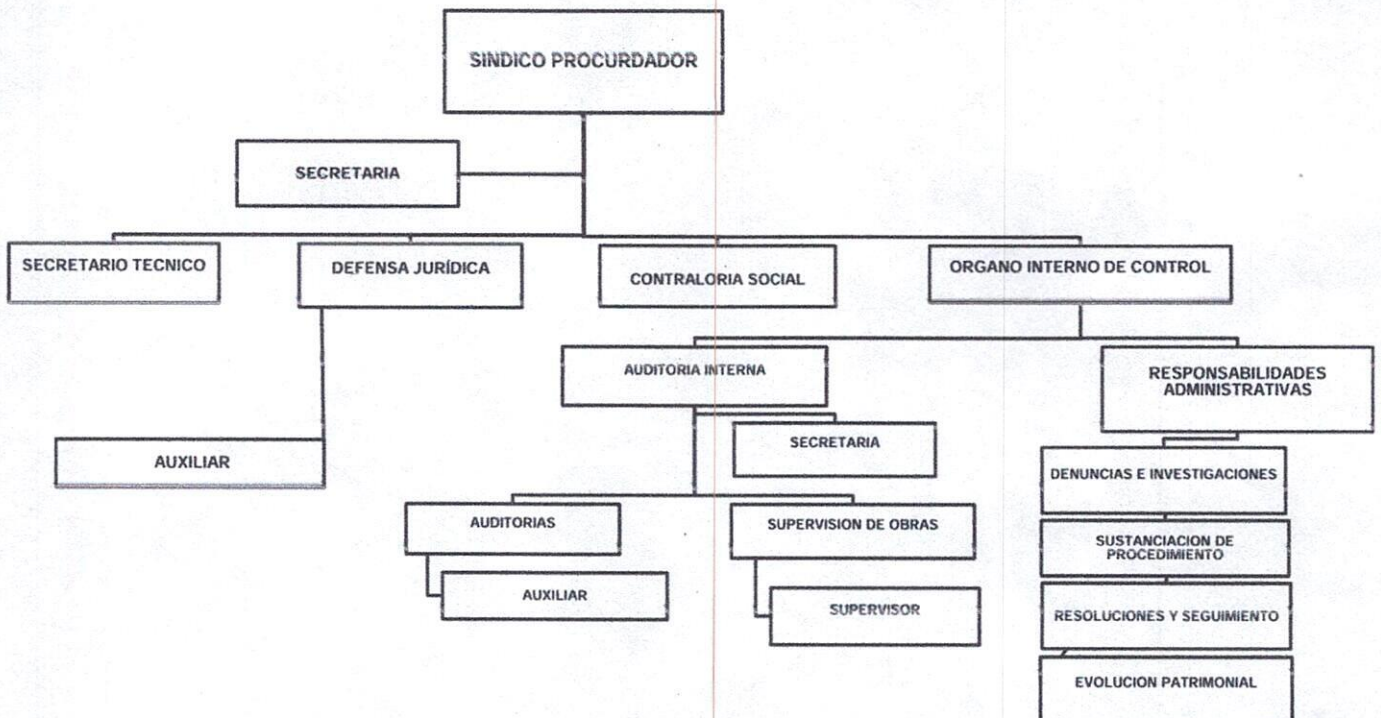 SINDICO PROCURDADOR
SECRETARIA
SECRETARIO TECNICO
DEFENSA JURÍDICA
CONTRALORIA SOCIAL
ORGANO INTERNO DE CONTROL
AUDITORIA INTERNA
RESPONSABILIDADES
ADMINISTRATIVAS
SECRETARIA
AUXILIAR
DENUNCIAS E INVESTIGACIONES
AUDITORIAS
SUPERVISION DE OBRAS
SUSTANCIACION DE
PROCEDIMIENTO
AUXILIAR
SUPERVISOR
RESOLUCIONES Y SEGUIMIENTO
EVOLUCION PATRIMONIAL